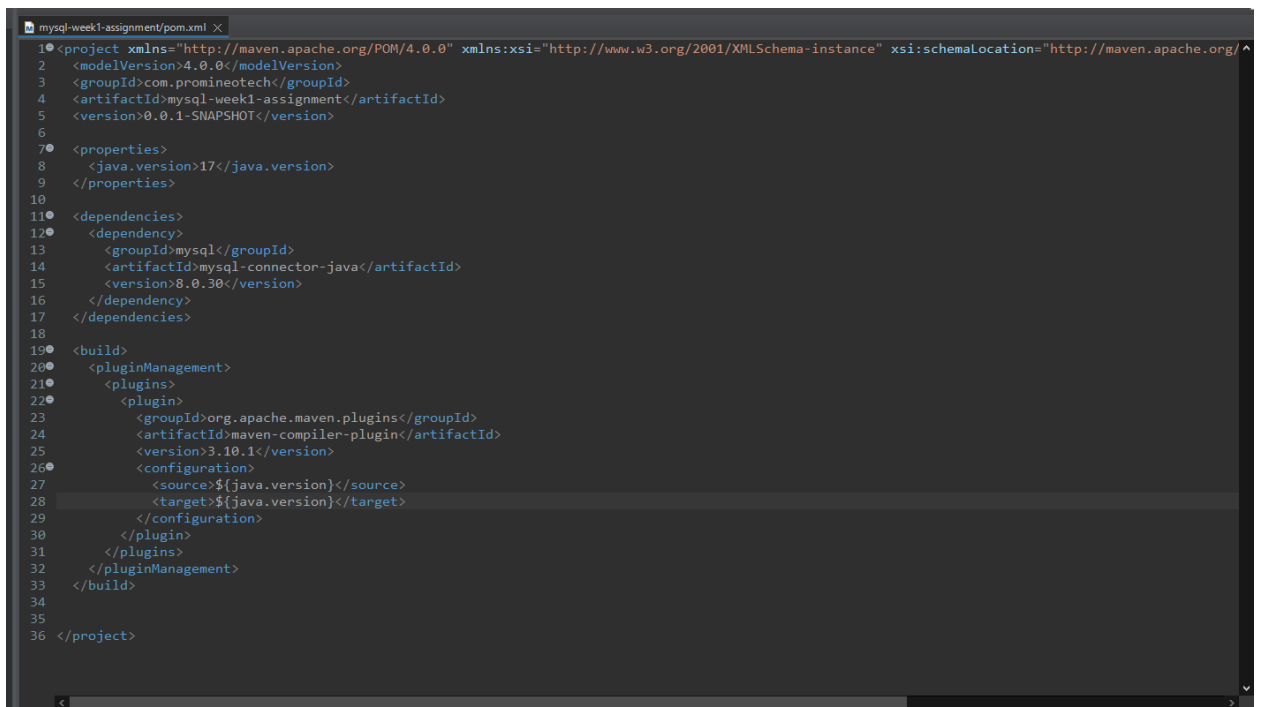 mysql-week1-assignment/pom.xml
1 <project xmlns="http://maven.apache.org/POM/4.0.0" xmlns:xsi="http://www.w3.org/2001/XMLSchema-instance" xsi:schemaLocation="http://maven.apache.org/
2   <modelVersion>4.0.0</modelVersion>
3   <groupId>com.promineotech</groupId>
4   <artifactId>mysql-week1-assignment</artifactId>
5   <version>0.0.1-SNAPSHOT</version>
6
7   <properties>
8     <java.version>17</java.version>
9   </properties>
10
11   <dependencies>
12     <dependency>
13       <groupId>mysql</groupId>
14       <artifactId>mysql-connector-java</artifactId>
15       <version>8.0.30</version>
16     </dependency>
17   </dependencies>
18
19   <build>
20     <pluginManagement>
21       <plugins>
22         <plugin>
23           <groupId>org.apache.maven.plugins</groupId>
24           <artifactId>maven-compiler-plugin</artifactId>
25           <version>3.10.1</version>
26           <configuration>
27             <source>${java.version}</source>
28             <target>${java.version}</target>
29           </configuration>
30         </plugin>
31       </plugins>
32     </pluginManagement>
33   </build>
34
35
36 </project>